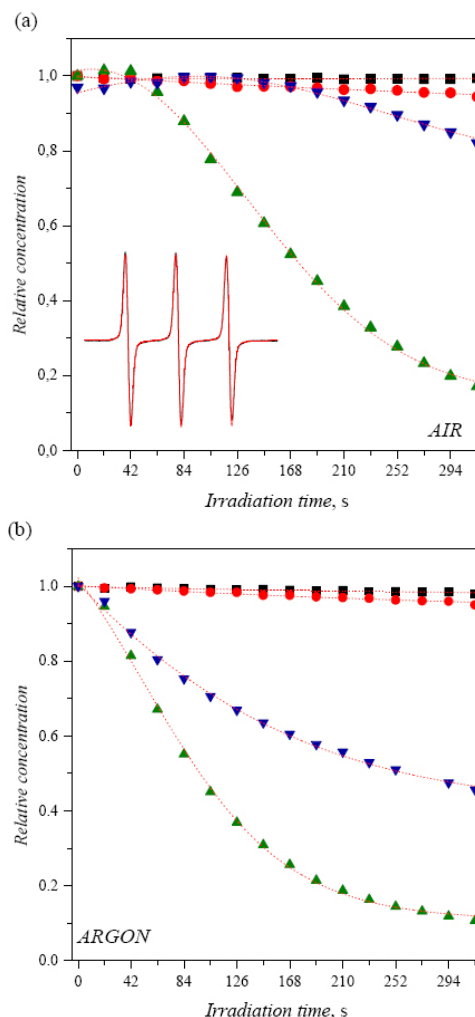 (a)
1,0
0,8
0,6
0,4
0,2
0,0
Relative concentration
AIR
0 42 84 126 168 210 252 294
Irradiation time, s
(b)
1.0
0.8
0.6
0.4
0.2
0.0
Relative concentration
ARGON
0 42 84 126 168 210 252 294
Irradiation time, s